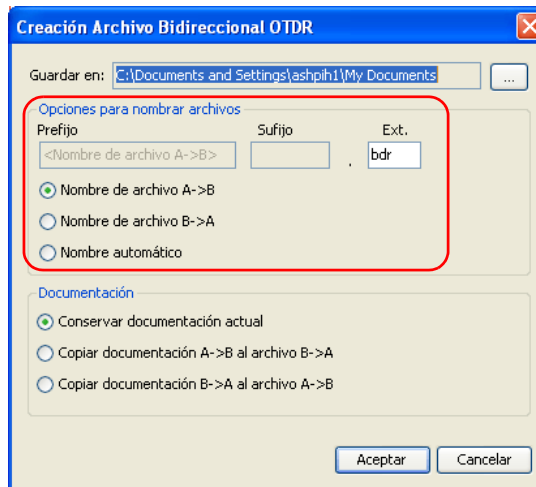 Creación Archivo Bidireccional OTDR
Guardar en: C:\Documents and Settings\ashpih1\My Documents ...
Opciones para nombrar archivos
Prefijo Sufijo Ext.
<Nombre de archivo A->B> . bdr
Nombre de archivo A->B
Nombre de archivo B->A
Nombre automático
Documentación
Conservar documentación actual
Copiar documentación A->B al archivo B->A
Copiar documentación B->A al archivo A->B
Aceptar Cancelar